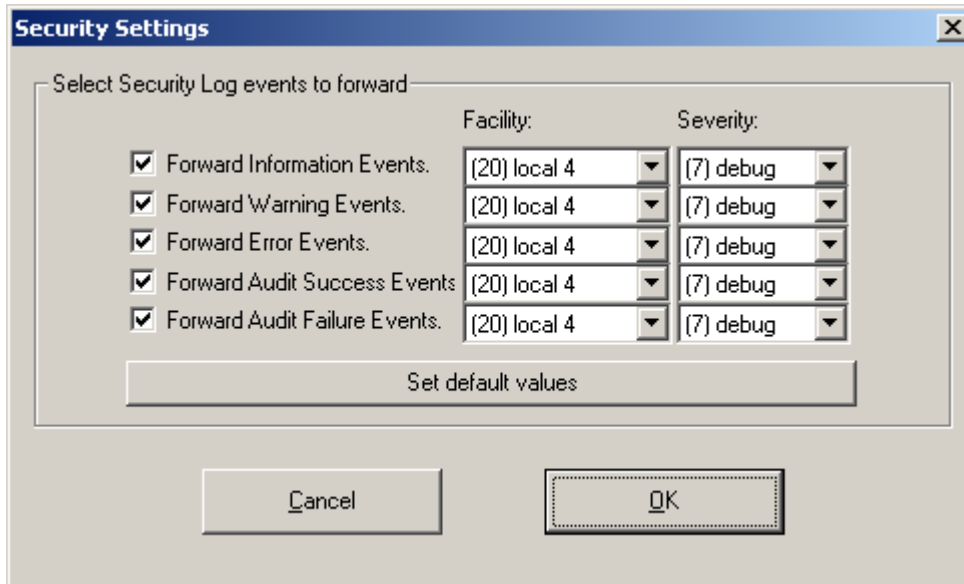 Security Settings
Select Security Log events to forward
Facility: Severity:
Forward Information Events. (20) local 4 (7) debug
Forward Warning Events. (20) local 4 (7) debug
Forward Error Events. (20) local 4 (7) debug
Forward Audit Success Events (20) local 4 (7) debug
Forward Audit Failure Events. (20) local 4 (7) debug
Set default values
Cancel OK